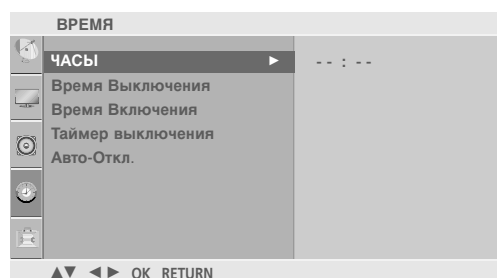 ВРЕМЯ
ЧАСЫ ► - - : - -
Время Выключения
Время Включения
Таймер выключения
Авто-Откл.
▲▼ ◄► OK RETURN